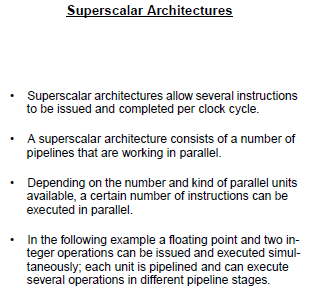 Superscalar Architectures
• Superscalar architectures allow several instructions
to be issued and completed per clock cycle.
• A superscalar architecture consists of a number of
pipelines that are working in parallel.
• Depending on the number and kind of parallel units
available, a certain number of instructions can be
executed in parallel.
• In the following example a floating point and two in-
teger operations can be issued and executed simul-
taneously; each unit is pipelined and can execute
several operations in different pipeline stages.